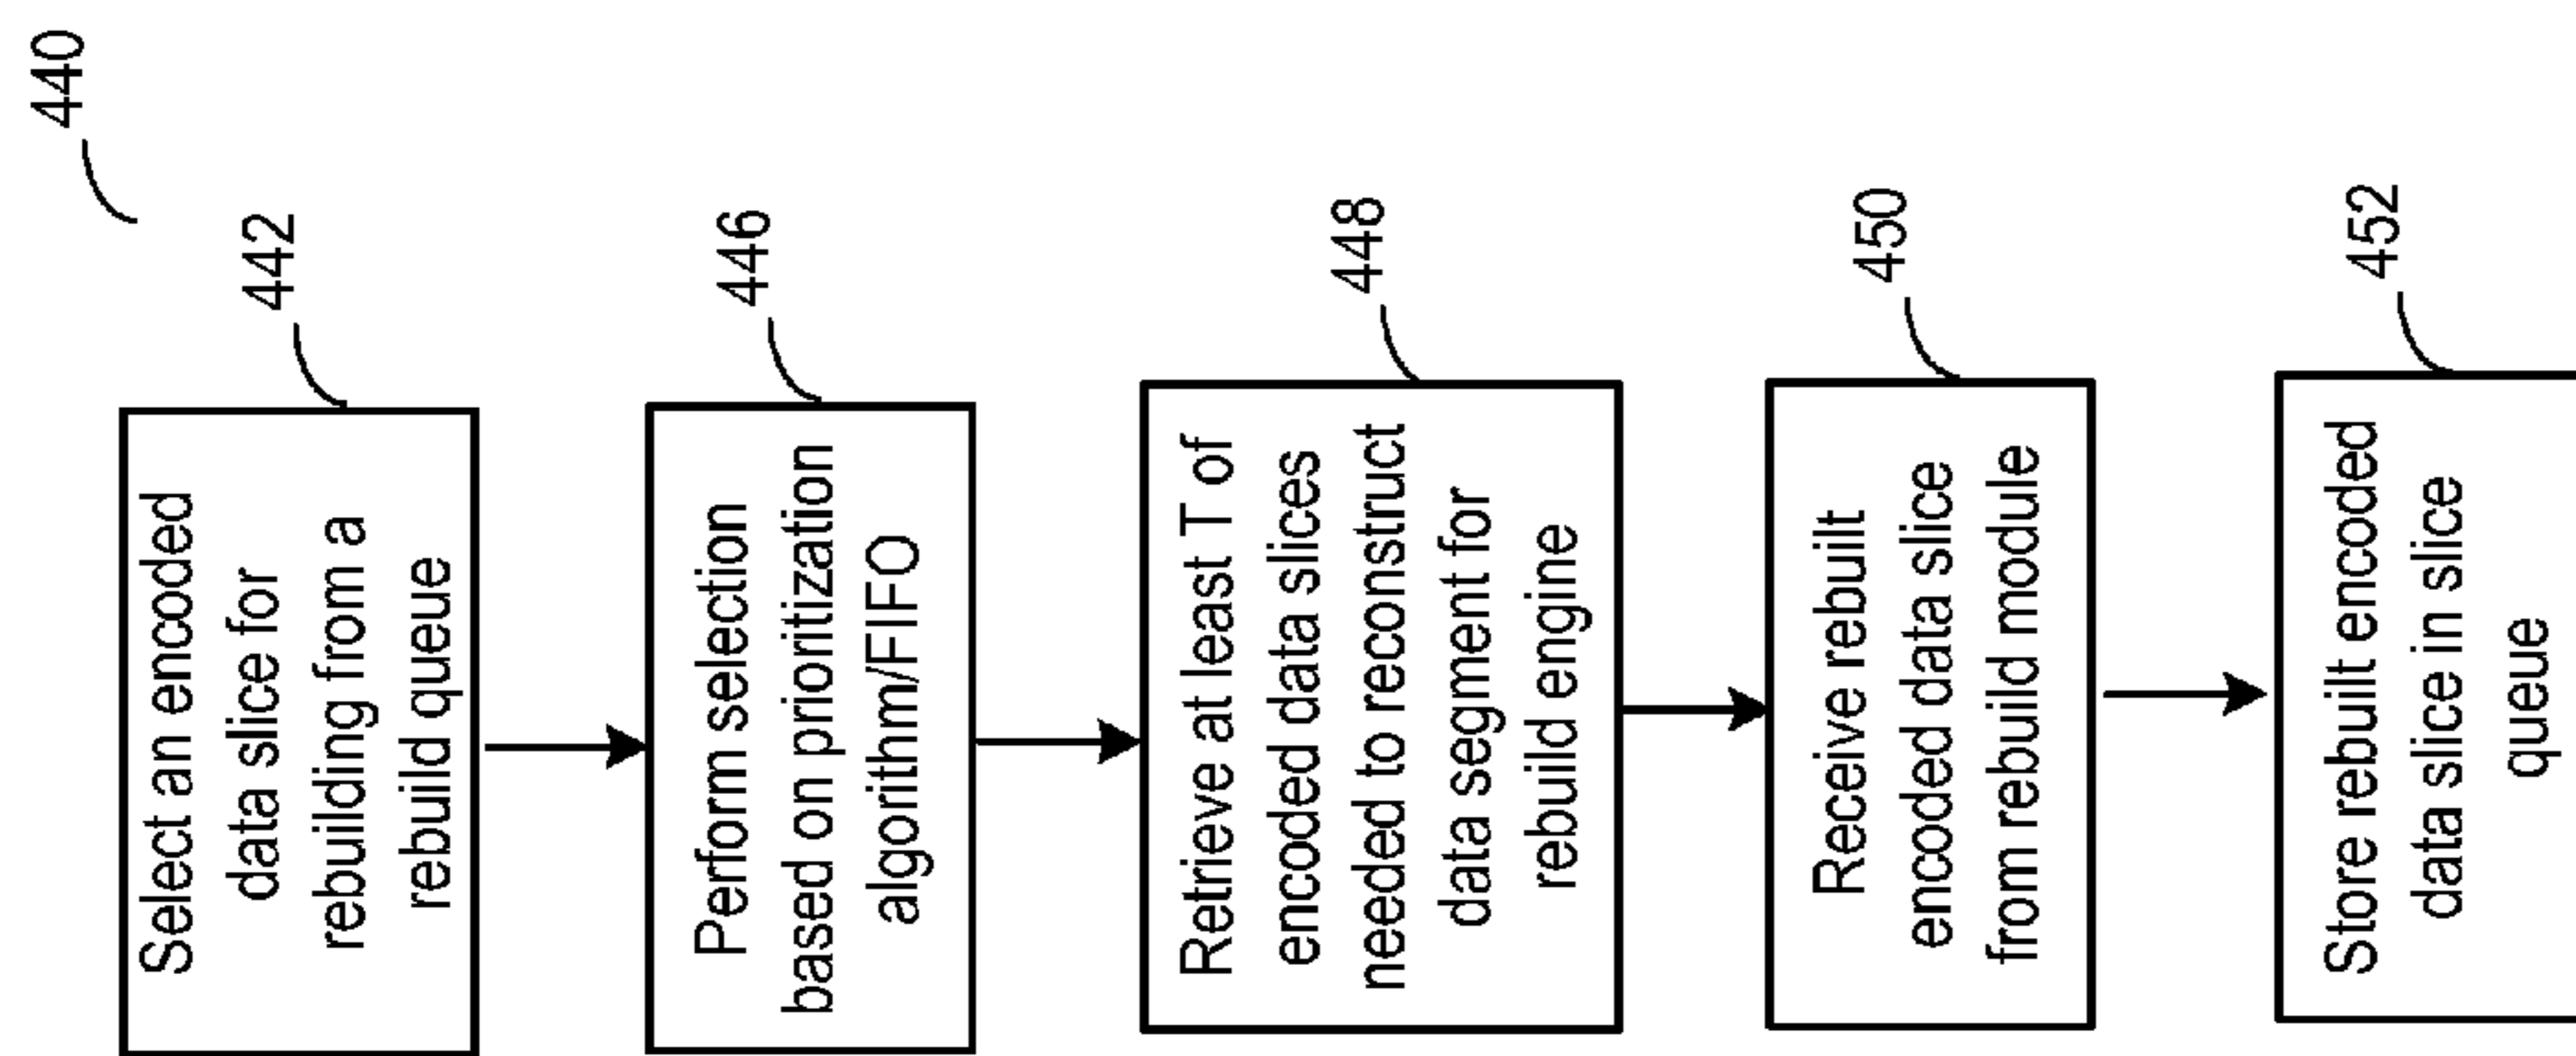 440
442
Select an encoded
data slice for
rebuilding from a
rebuild queue
446
Perform selection
based on prioritization
algorithm/FIFO
448
Retrieve at least T of
encoded data slices
needed to reconstruct
data segment for
rebuild engine
450
Receive rebuilt
encoded data slice
from rebuild module
452
Store rebuilt encoded
data slice in slice
queue